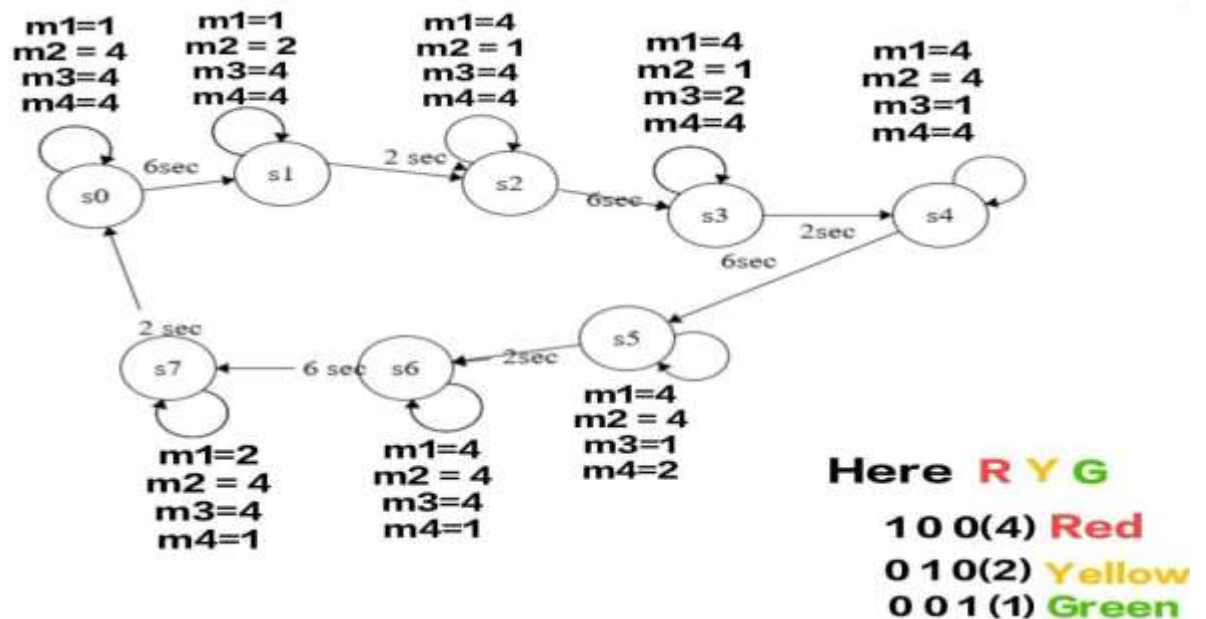 m1=1
m2 = 4
m3=4
m4=4
m1=1
m2 = 2
m3=4
m4=4
m1=4
m2 = 1
m3=4
m4=4
m1=4
m2 = 1
m3=2
m4=4
m1=4
m2 = 4
m3=1
m4=4
s0
6sec
s1
2 sec
s2
6sec
s3
2sec
s4
6sec
2 sec
s7
6 sec
s6
2sec
s5
m1=2
m2 = 4
m3=4
m4=1
m1=4
m2 = 4
m3=4
m4=1
m1=4
m2 = 4
m3=1
m4=2
Here R Y G
1 0 0(4) Red
0 1 0(2) Yellow
0 0 1(1) Green